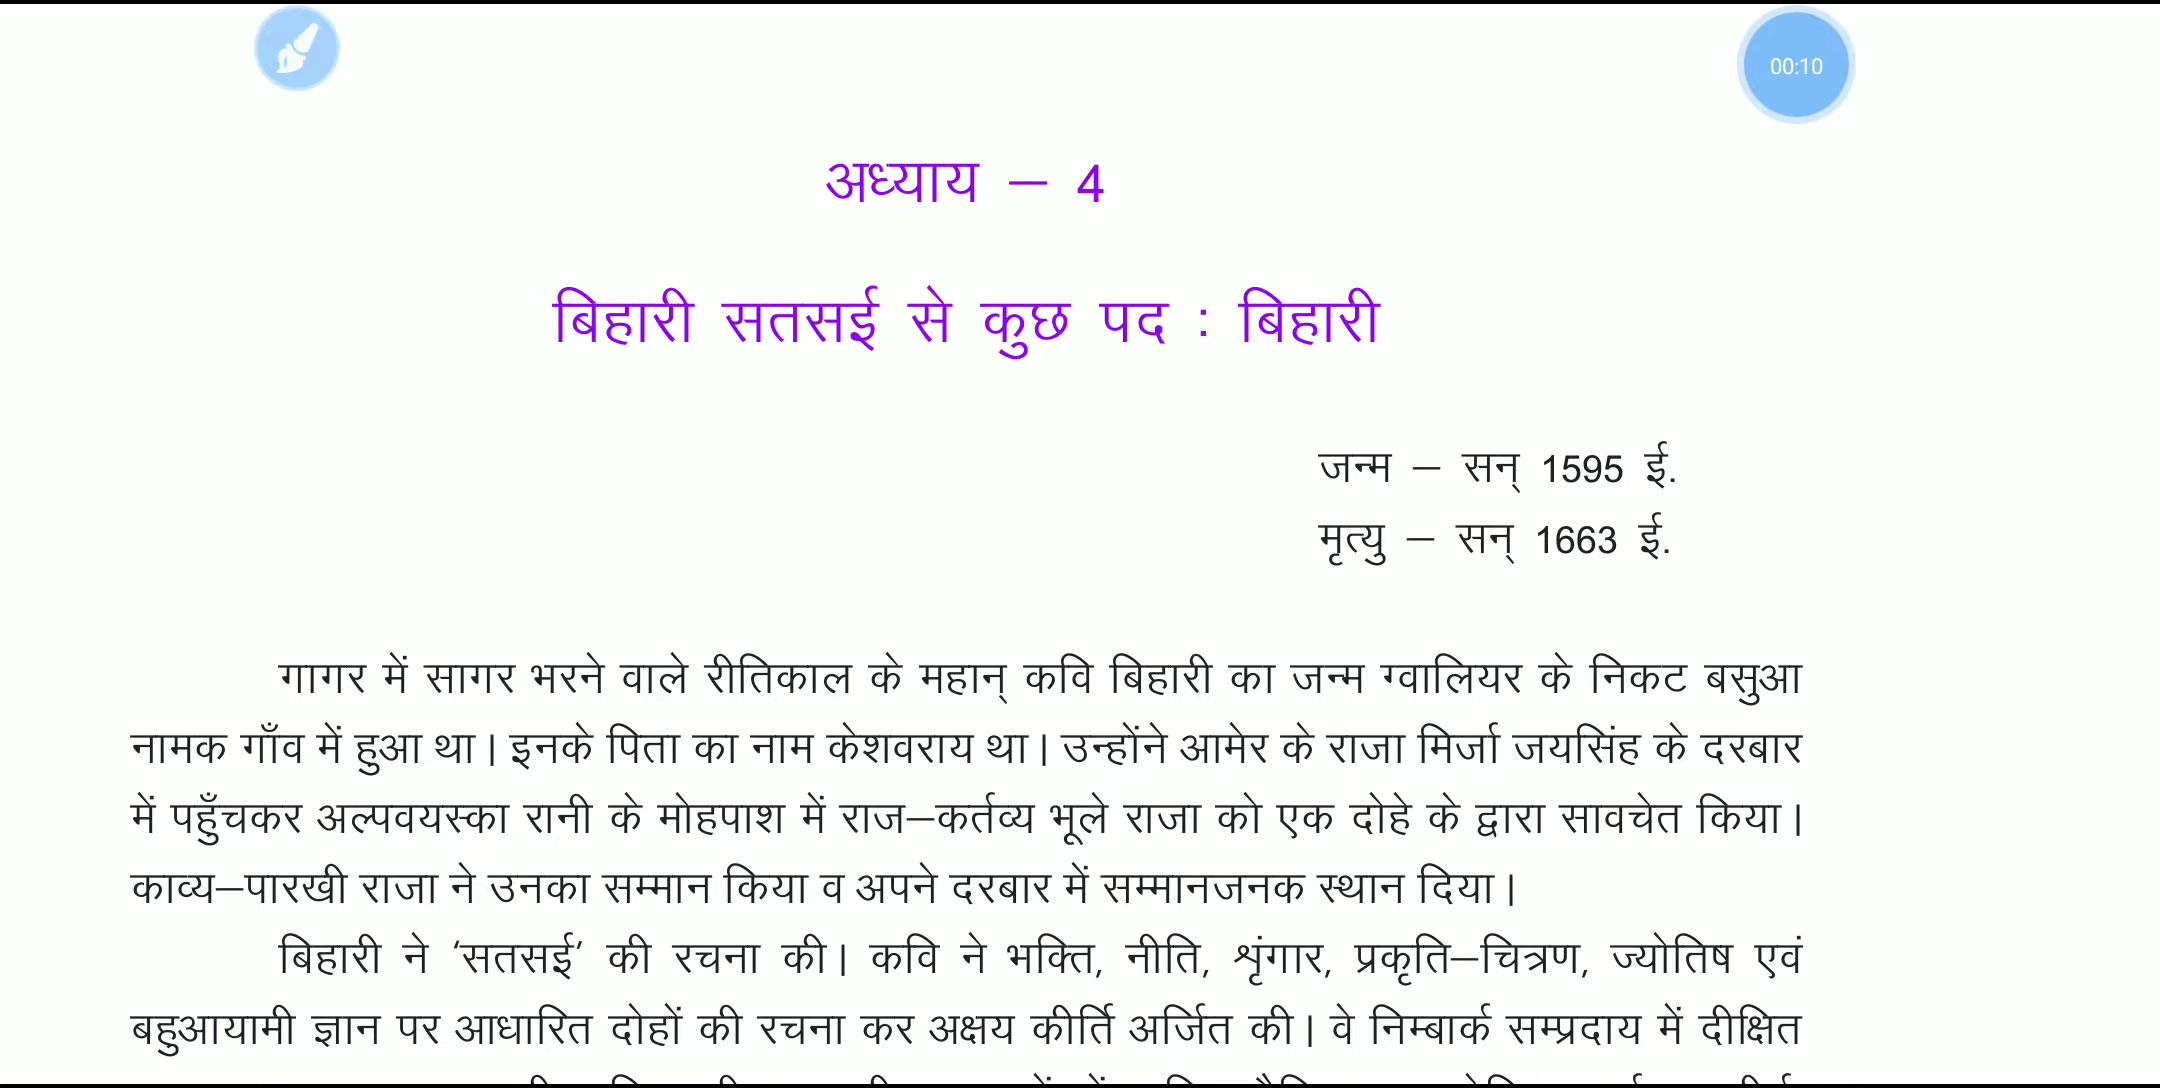 00:10
अध्याय – 4
बिहारी सतसई से कुछ पद : बिहारी
जन्म – सन् 1595 ई.
मृत्यु – सन् 1663 ई.
गागर में सागर भरने वाले रीतिकाल के महान् कवि बिहारी का जन्म ग्वालियर के निकट बसुआ
नामक गाँव में हुआ था। इनके पिता का नाम केशवराय था। उन्होंने आमेर के राजा मिर्जा जयसिंह के दरबार
में पहुँचकर अल्पवयस्का रानी के मोहपाश में राज–कर्तव्य भूले राजा को एक दोहे के द्वारा सावचेत किया।
काव्य–पारखी राजा ने उनका सम्मान किया व अपने दरबार में सम्मानजनक स्थान दिया।
बिहारी ने ‘सतसई’ की रचना की। कवि ने भक्ति, नीति, शृंगार, प्रकृति–चित्रण, ज्योतिष एवं
बहुआयामी ज्ञान पर आधारित दोहों की रचना कर अक्षय कीर्ति अर्जित की। वे निम्बार्क सम्प्रदाय में दीक्षित